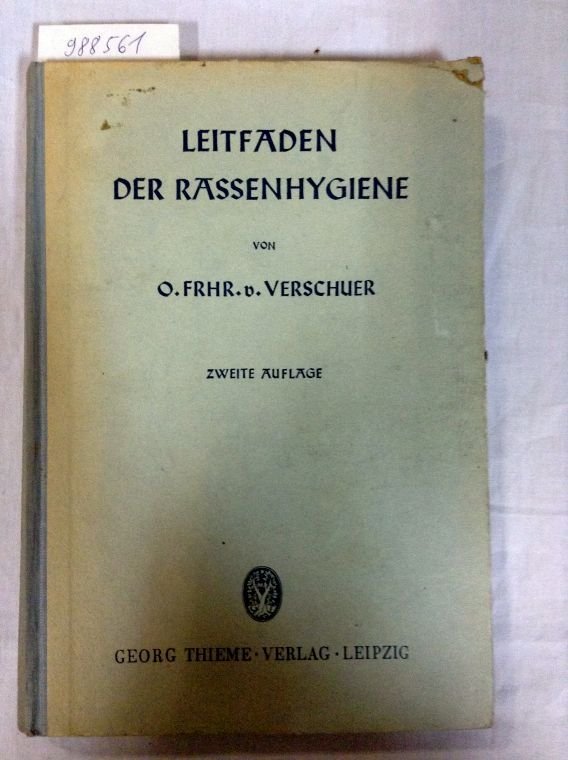 988561
LEITFADEN
DER RASSENHYGIENE
VON
O. FRHR. v. VERSCHUER
ZWEITE AUFLAGE
GEORG THIEME · VERLAG · LEIPZIG